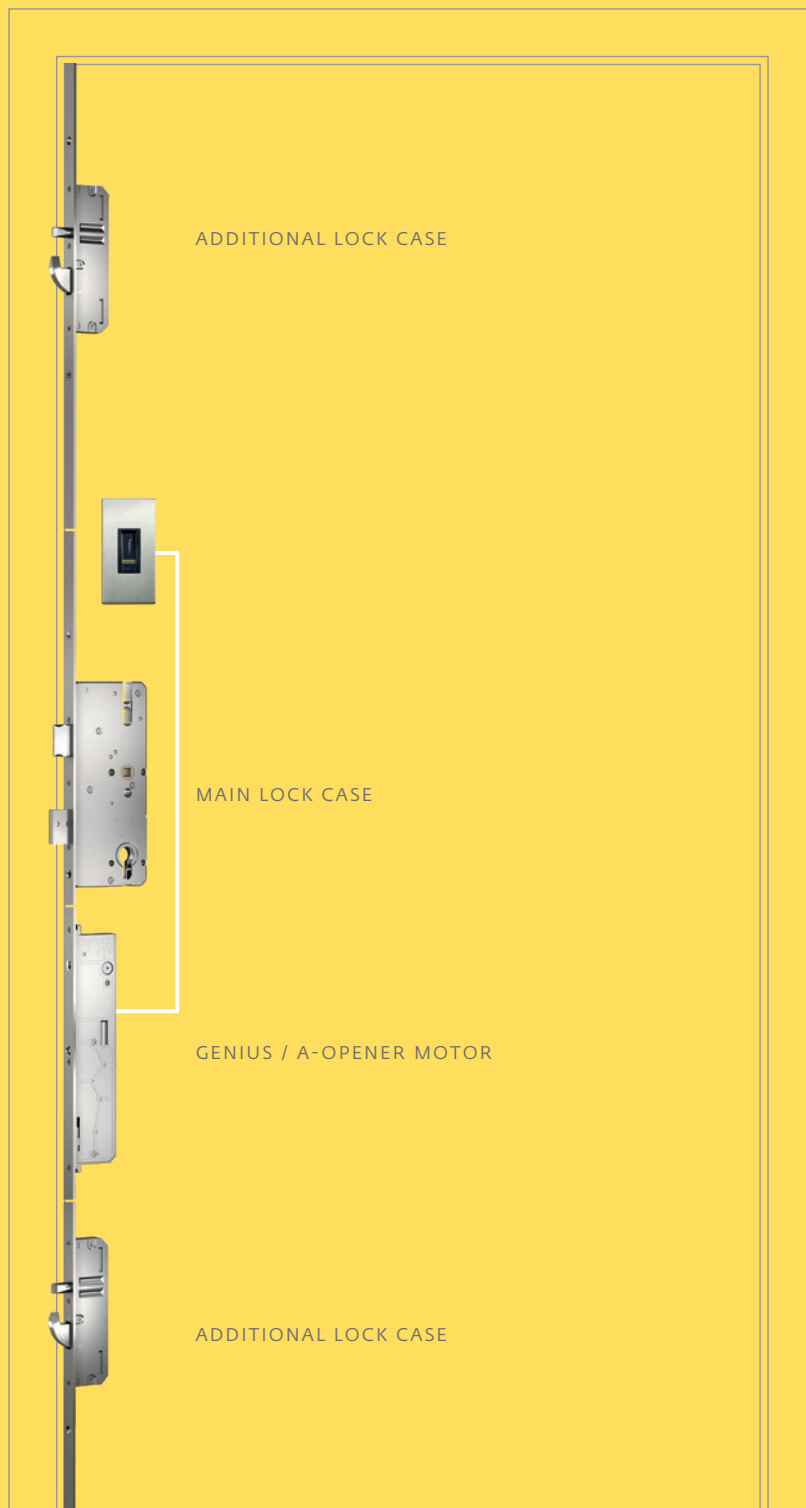 ADDITIONAL LOCK CASE
MAIN LOCK CASE
GENIUS / A-OPENER MOTOR
ADDITIONAL LOCK CASE